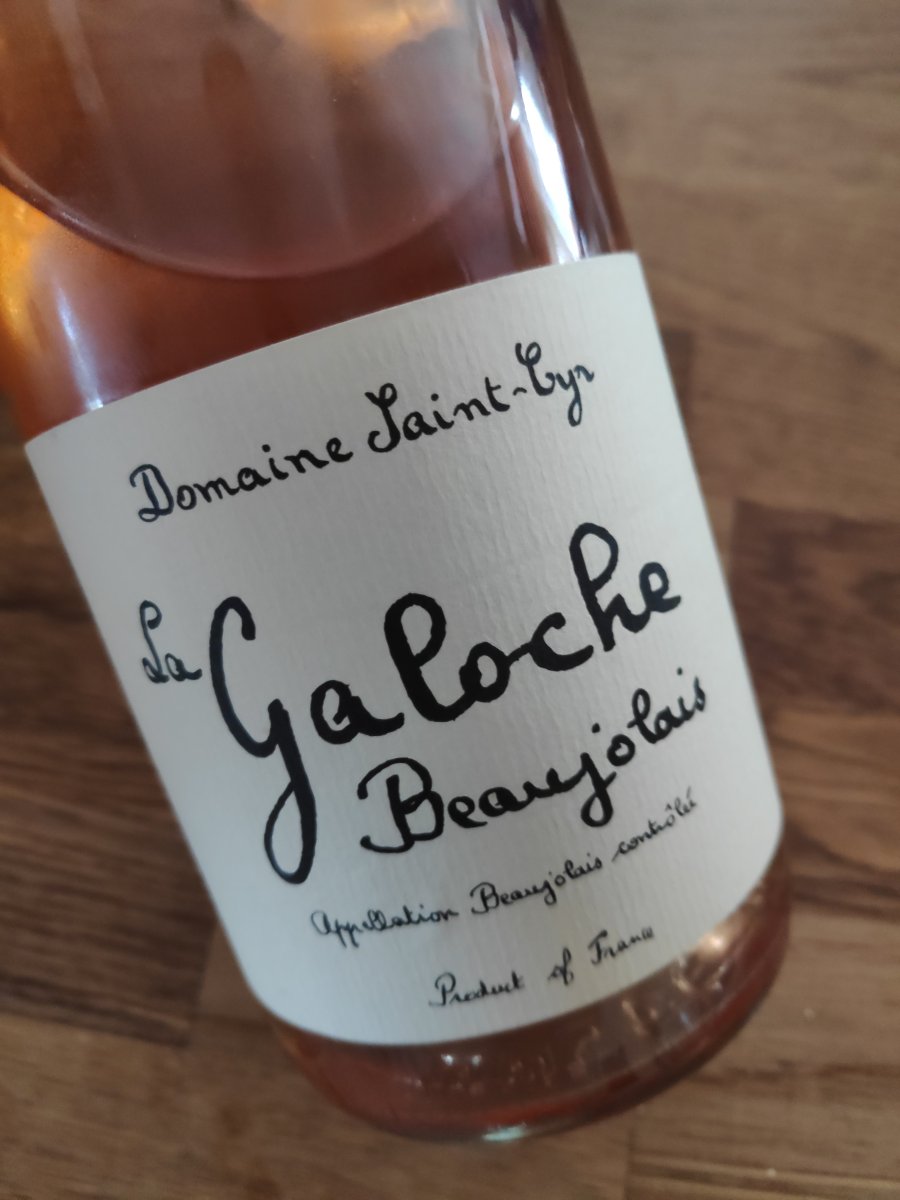 Domaine Saint-Cyr
La Galoche
Beaujolais
Appellation Beaujolais contrôlée
Product of France